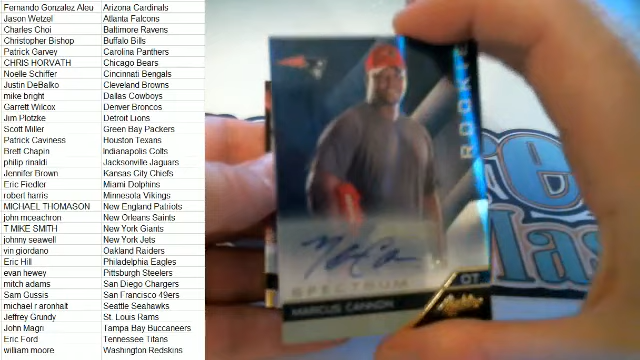 Fernando Gonzalez Aleu Arizona Cardinals
Jason Wetzel Atlanta Falcons
Charles Choi Baltimore Ravens
Christopher Bishop Buffalo Bills
Patrick Garvey Carolina Panthers
CHRIS HORVATH Chicago Bears
Noelle Schiffer Cincinnati Bengals
Justin DeBalko Cleveland Browns
mike bright Dallas Cowboys
Garrett Wilcox Denver Broncos
Jim Plotzke Detroit Lions
Scott Miller Green Bay Packers
Patrick Caviness Houston Texans
Brett Chapin Indianapolis Colts
philip rinaldi Jacksonville Jaguars
Jennifer Brown Kansas City Chiefs
Eric Fiedler Miami Dolphins
robert harris Minnesota Vikings
MICHAEL THOMASON New England Patriots
john mceachron New Orleans Saints
T MIKE SMITH New York Giants
johnny seawell New York Jets
vin giordano Oakland Raiders
Eric Hill Philadelphia Eagles
evan hewey Pittsburgh Steelers
mitch adams San Diego Chargers
Sam Gussis San Francisco 49ers
michael r aronhalt Seattle Seahawks
Jeffrey Grundy St. Louis Rams
John Magri Tampa Bay Buccaneers
Eric Ford Tennessee Titans
william moore Washington Redskins
ROOKIE
SPECTRUM
OT
MARCUS CANNON
Absolute